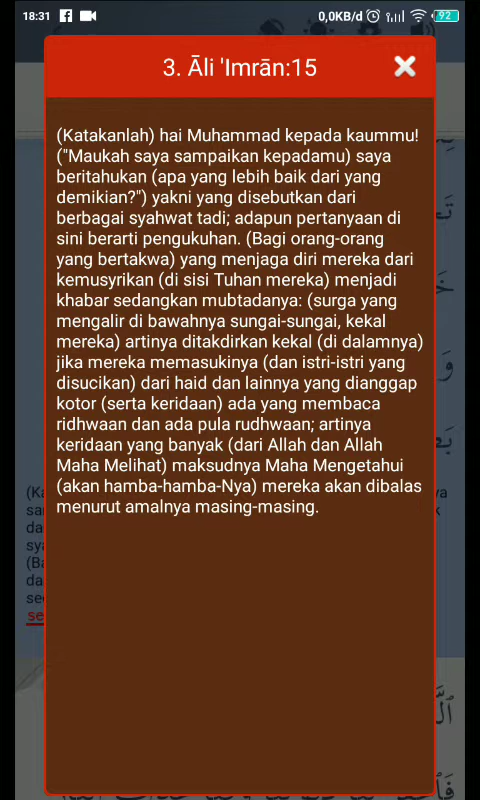 18:31
0,0KB/d
92
3. Āli 'Imrān:15
(Katakanlah) hai Muhammad kepada kaummu!
("Maukah saya sampaikan kepadamu) saya
beritahukan (apa yang lebih baik dari yang
demikian?") yakni yang disebutkan dari
berbagai syahwat tadi; adapun pertanyaan di
sini berarti pengukuhan. (Bagi orang-orang
yang bertakwa) yang menjaga diri mereka dari
kemusyrikan (di sisi Tuhan mereka) menjadi
khabar sedangkan mubtadanya: (surga yang
mengalir di bawahnya sungai-sungai, kekal
mereka) artinya ditakdirkan kekal (di dalamnya)
jika mereka memasukinya (dan istri-istri yang
disucikan) dari haid dan lainnya yang dianggap
kotor (serta keridaan) ada yang membaca
ridhwaan dan ada pula rudhwaan; artinya
keridaan yang banyak (dari Allah dan Allah
Maha Melihat) maksudnya Maha Mengetahui
(akan hamba-hamba-Nya) mereka akan dibalas
menurut amalnya masing-masing.